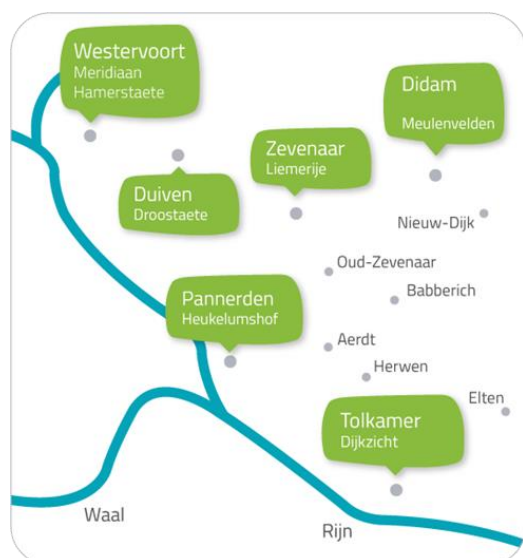 Westervoort
Meridiaan
Hamerstaete
Didam
Meulenvelden
Zevenaar
Liemerije
Duiven
Droostaete
Nieuw-Dijk
Oud-Zevenaar
Babberich
Pannerden
Heukelumshof
Aerdt
Herwen
Elten
Tolkamer
Dijkzicht
Waal
Rijn